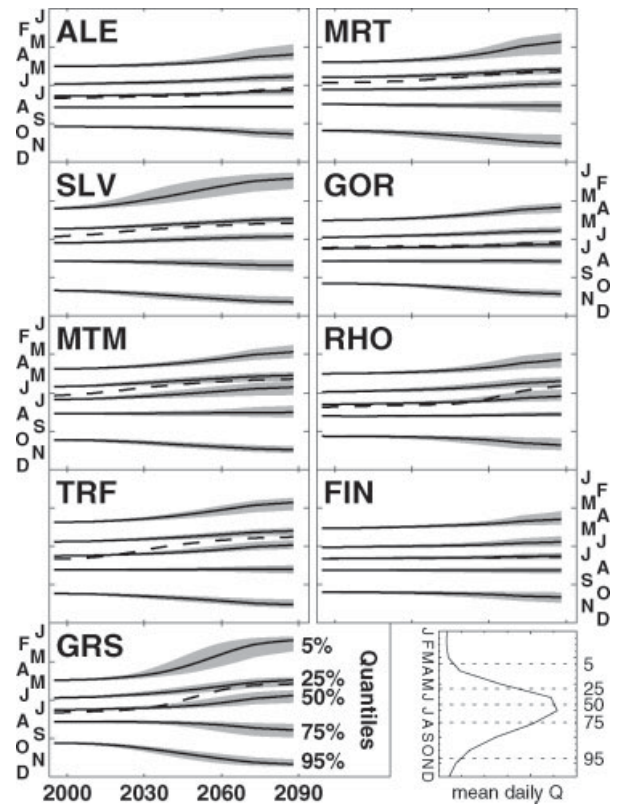 J
F
M
A
M
J
J
A
S
O
N
D
ALE
MRT
SLV
GOR
J
F
M
A
M
J
J
A
S
O
N
D
J
F
M
A
M
J
J
A
S
O
N
D
MTM
RHO
TRF
FIN
J
F
M
A
M
J
J
A
S
O
N
D
J
F
M
A
M
J
J
A
S
O
N
D
GRS
5%
25%
50%
75%
95%
Quantiles
2000 2030 2060 2090
J
F
M
A
M
J
J
A
S
O
N
D
5
25
50
75
95
mean daily Q